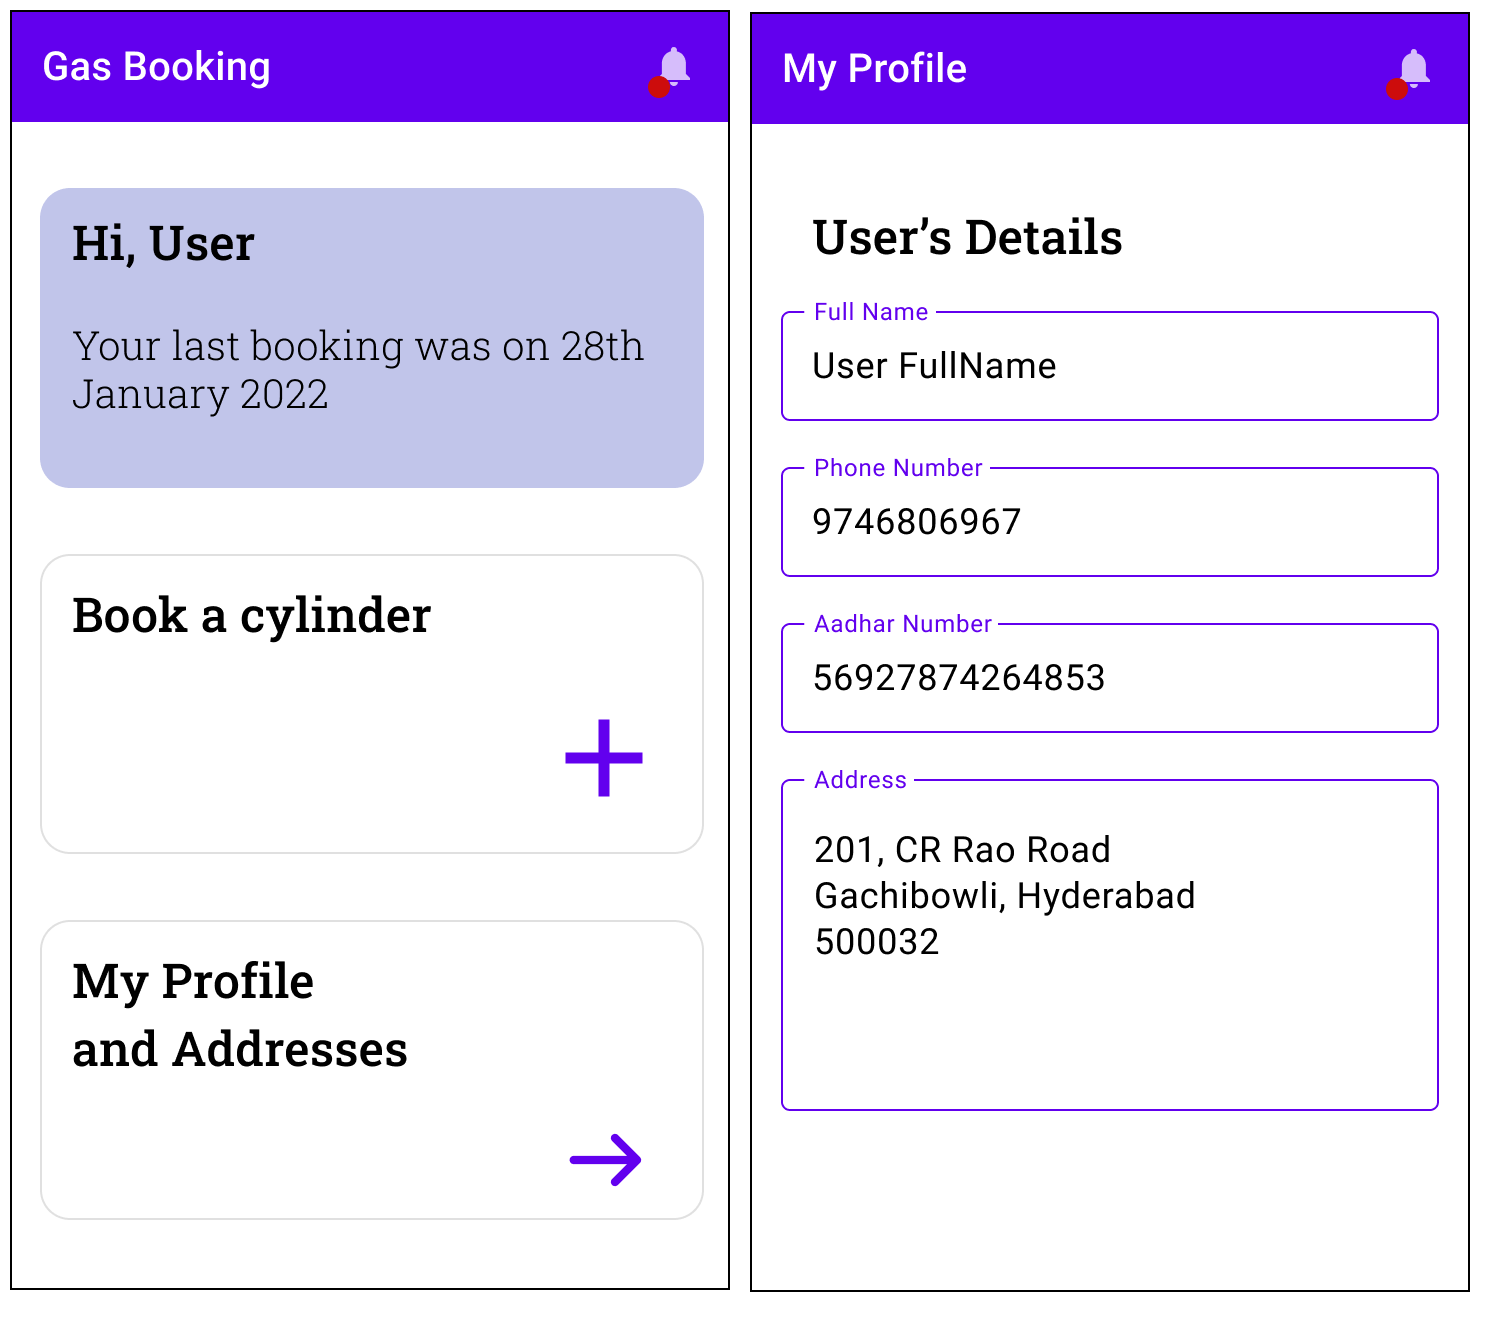 Gas Booking
Hi, User
Your last booking was on 28th
January 2022
Book a cylinder
My Profile
and Addresses
My Profile
User’s Details
Full Name
User FullName
Phone Number
9746806967
Aadhar Number
56927874264853
Address
201, CR Rao Road
Gachibowli, Hyderabad
500032